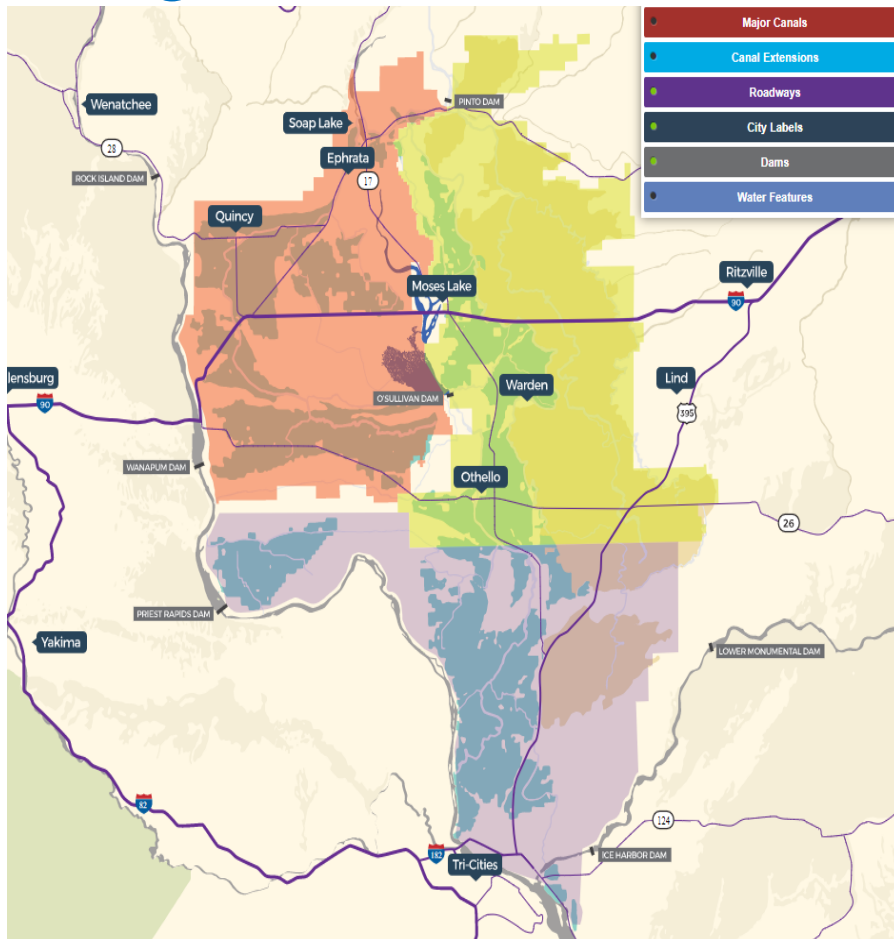 Major Canals
Canal Extensions
Roadways
City Labels
Dams
Water Features
PINTO DAM
Wenatchee
Soap Lake
28
Ephrata
ROCK ISLAND DAM
17
Quincy
Ritzville
Moses Lake
90
lensburg
Warden
Lind
O'SULLIVAN DAM
90
395
WANAPUM DAM
Othello
26
PRIEST RAPIDS DAM
Yakima
LOWER MONUMENTAL DAM
82
124
182
ICE HARBOR DAM
Tri-Cities